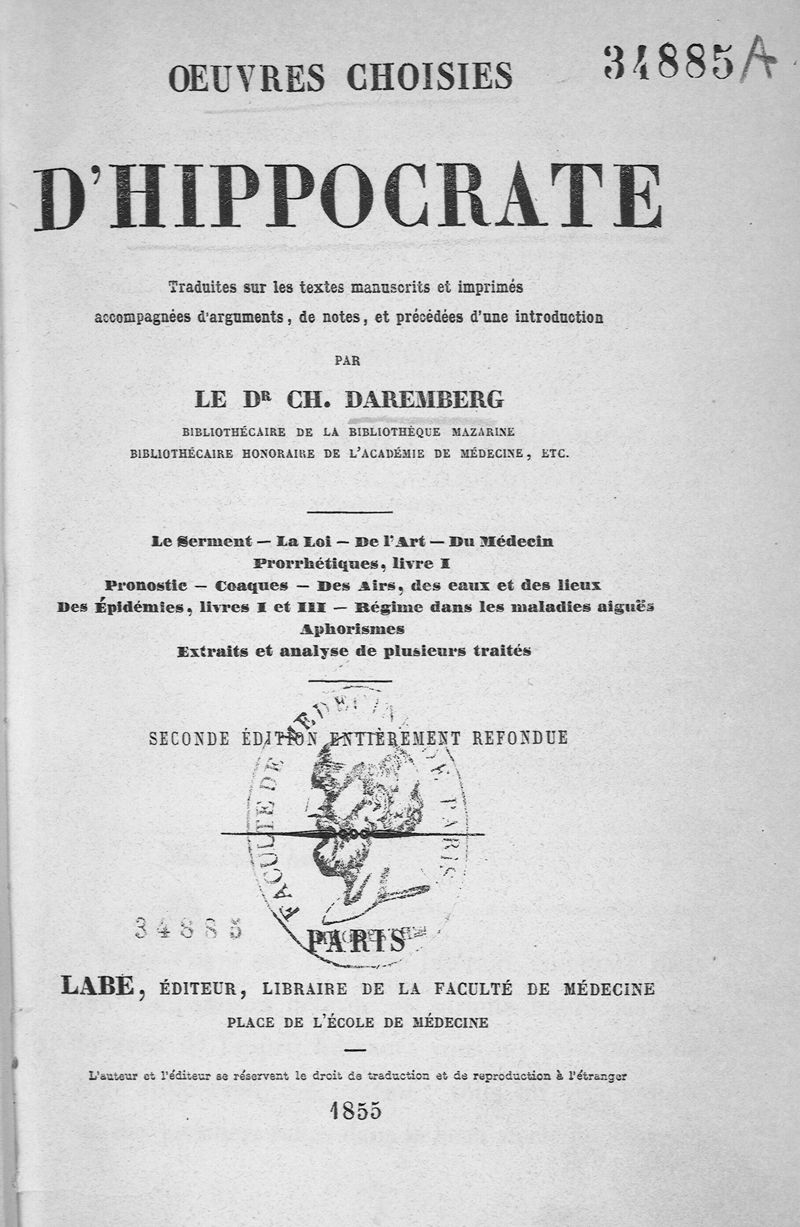 34885 A
OEUVRES CHOISIES
D'HIPPOCRATE
Traduites sur les textes manuscrits et imprimés
accompagnées d'arguments, de notes, et précédées d'une introduction
PAR
LE DR CH. DAREMBERG
BIBLIOTHÉCAIRE DE LA BIBLIOTHÈQUE MAZARINE
BIBLIOTHÉCAIRE HONORAIRE DE L'ACADÉMIE DE MÉDECINE, ETC.
Le Serment — La Loi — De l'Art — Du Médecin
Prorrhétiques, livre I
Pronostic — Coaques — Des Airs, des eaux et des lieux
Des Épidémies, livres I et III — Régime dans les maladies aiguës
Aphorismes
Extraits et analyse de plusieurs traités
SECONDE ÉDITION ENTIÈREMENT REFONDUE
FACULTE DE MEDECINE DE PARIS
34885
PARIS
LABÉ, ÉDITEUR, LIBRAIRE DE LA FACULTÉ DE MÉDECINE
PLACE DE L'ÉCOLE DE MÉDECINE
L'auteur et l'éditeur se réservent le droit de traduction et de reproduction à l'étranger
1855